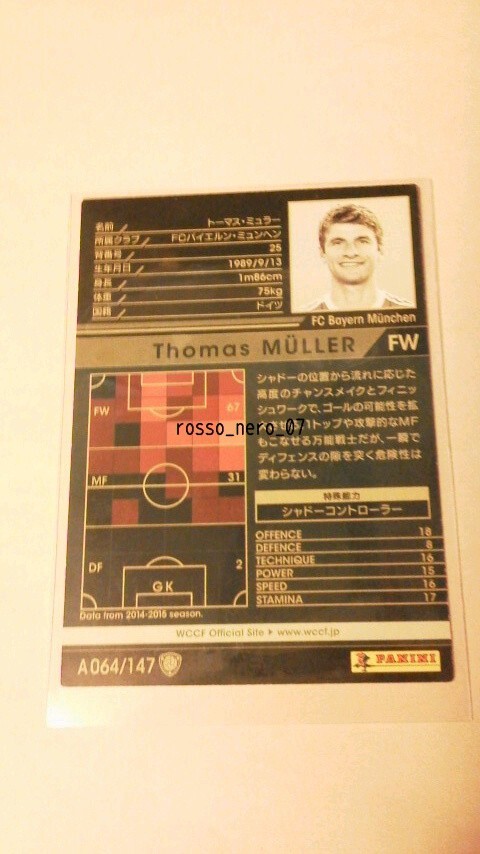 名前 トーマス・ミュラー
所属クラブ FCバイエルン・ミュンヘン
背番号 25
生年月日 1989/9/13
身長 1m86cm
体重 75kg
国籍 ドイツ
FC Bayern München
Thomas MÜLLER FW
FW 67
MF 31
DF 2
GK
Data from 2014-2015 season.
rosso_nero_07
シャドーの位置から流れに応じた
高度のチャンスメイクとフィニッ
シュワークで、ゴールの可能性を拡
1トップや攻撃的なMF
もこなせる万能戦士だが、一瞬で
ディフェンスの隙を突く危険性は
変わらない。
特殊能力
シャドーコントローラー
OFFENCE 18
DEFENCE 8
TECHNIQUE 16
POWER 15
SPEED 16
STAMINA 17
WCCF Official Site www.wccf.jp
A064/147
PANINI